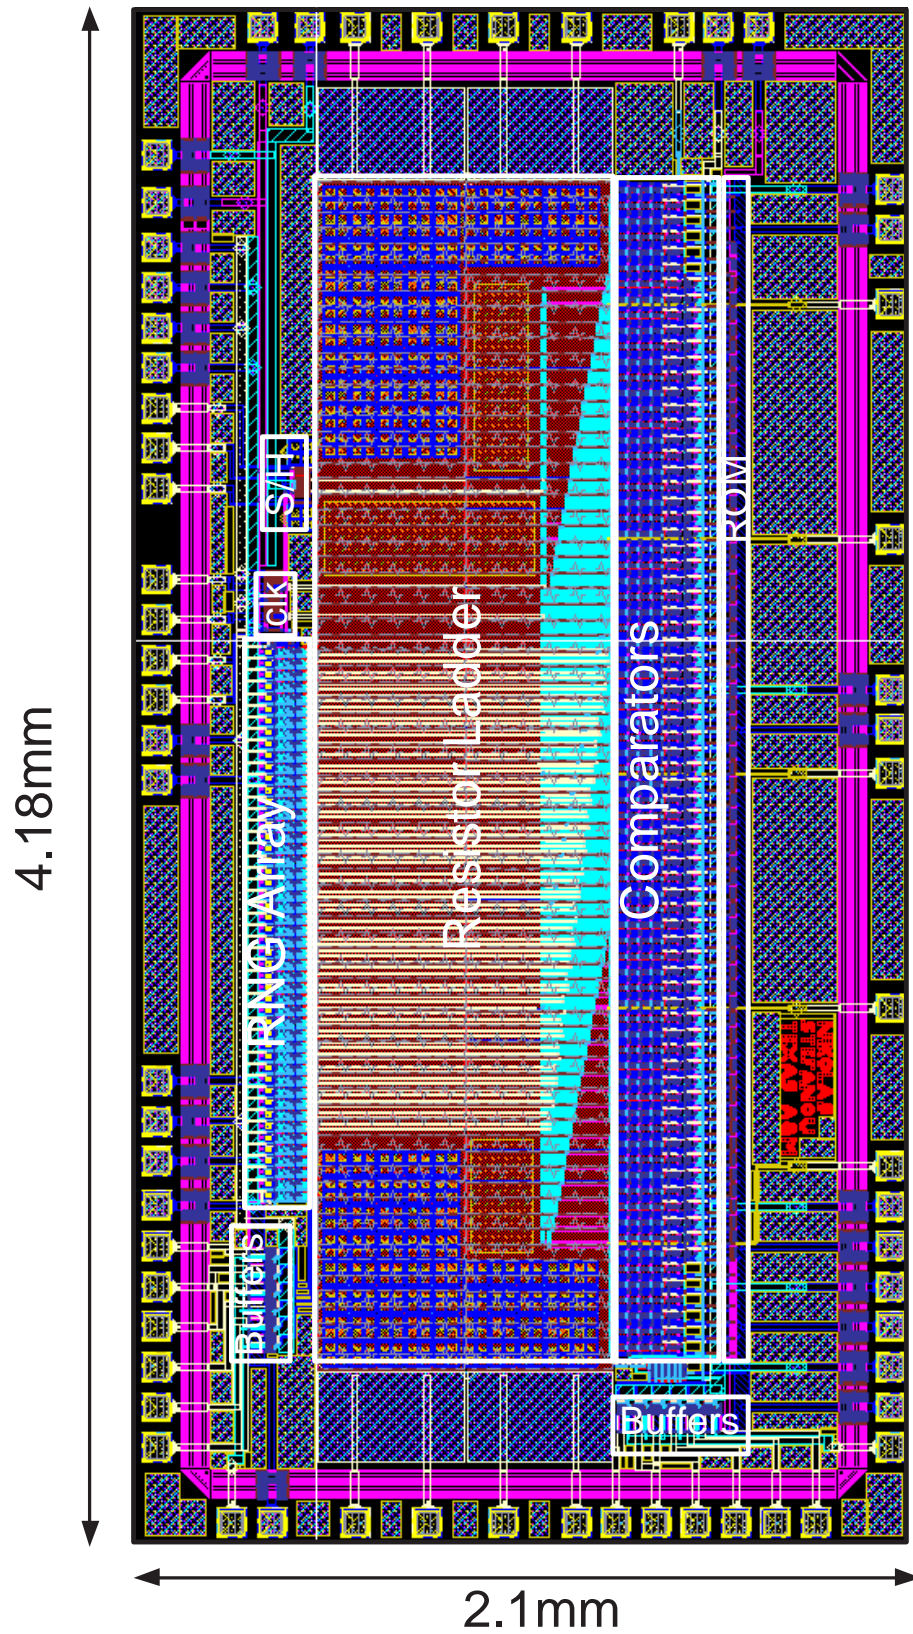 S/H
ROM
clk
Resistor Ladder
Comparators
RNG Array
4.18mm
Buffers
Buffers
2.1mm